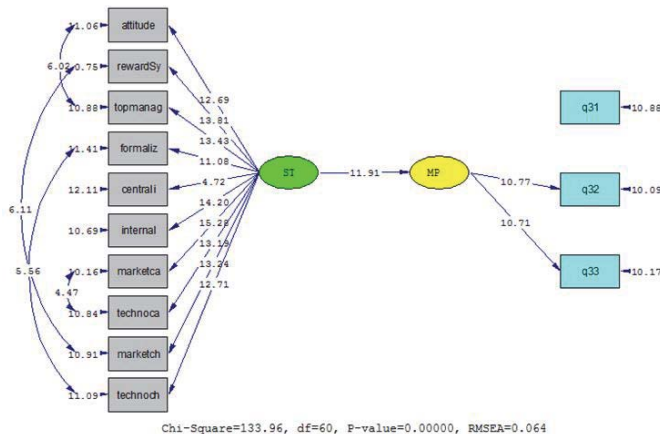 11.06 attitude
6.02 0.75 rewardSy
10.88 topmanag
11.41 formaliz
12.11 centrali
10.69 internal
10.16 marketca
10.84 technoca
10.91 marketch
11.09 technoch
6.11
5.56
4.47
12.69
13.81
13.43
11.08
4.72
14.20
15.28
13.19
13.24
12.71
ST
11.91
MP
10.77
10.71
q31 10.88
q32 10.09
q33 10.17
Chi-Square=133.96, df=60, P-value=0.00000, RMSEA=0.064